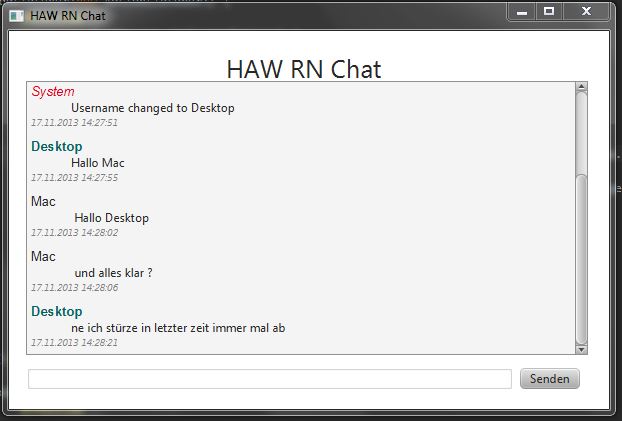 HAW RN Chat
HAW RN Chat
System
Username changed to Desktop
17.11.2013 14:27:51
Desktop
Hallo Mac
17.11.2013 14:27:55
Mac
Hallo Desktop
17.11.2013 14:28:02
Mac
und alles klar ?
17.11.2013 14:28:06
Desktop
ne ich stürze in letzter zeit immer mal ab
17.11.2013 14:28:21
Senden